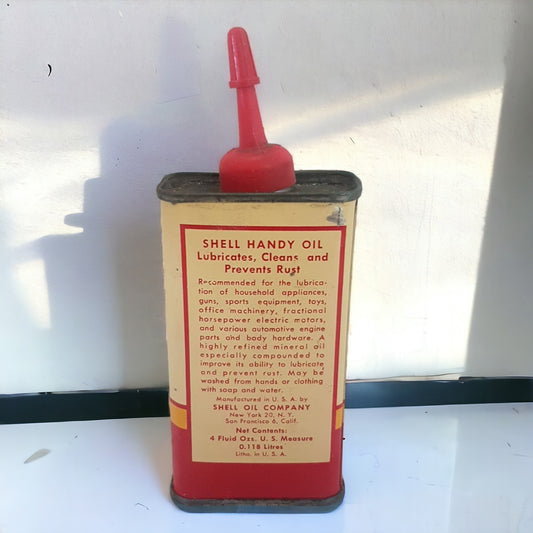 SHELL HANDY OIL
Lubricates, Cleans and
Prevents Rust
Recommended for the lubrica-
tion of household appliances,
guns, sports equipment, toys,
office machinery, fractional
horsepower electric motors,
and various automotive engine
parts and body hardware. A
highly refined mineral oil
especially compounded to
improve its ability to lubricate
and prevent rust. May be
washed from hands or clothing
with soap and water.
Manufactured in U. S. A. by
SHELL OIL COMPANY
New York 20, N. Y.
San Francisco 6, Calif.
Net Contents:
4 Fluid Ozs. U. S. Measure
0.118 Litres
Litho. in U. S. A.